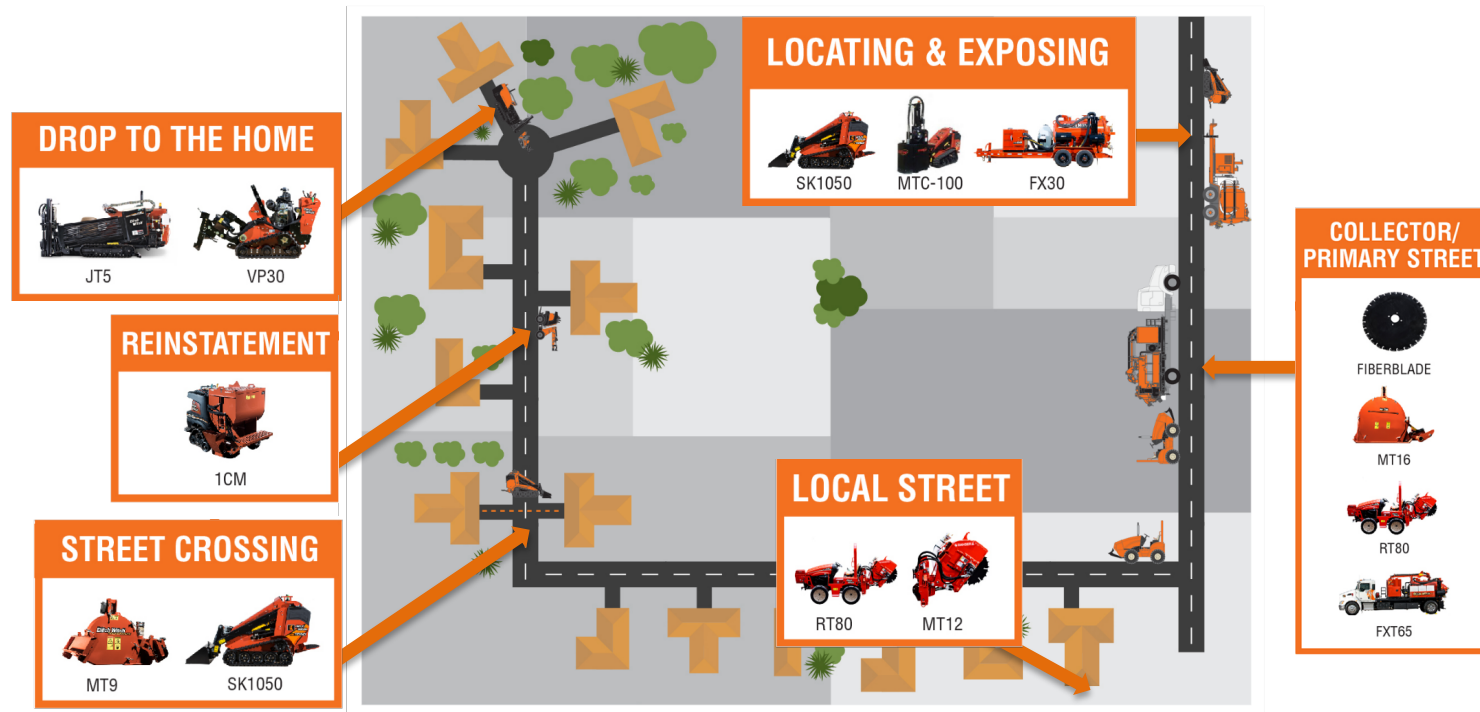 DROP TO THE HOME
JT5
VP30
REINSTATEMENT
1CM
STREET CROSSING
MT9
SK1050
LOCATING & EXPOSING
SK1050
MTC-100
FX30
LOCAL STREET
RT80
MT12
COLLECTOR/
PRIMARY STREET
FIBERBLADE
MT16
RT80
FXT65